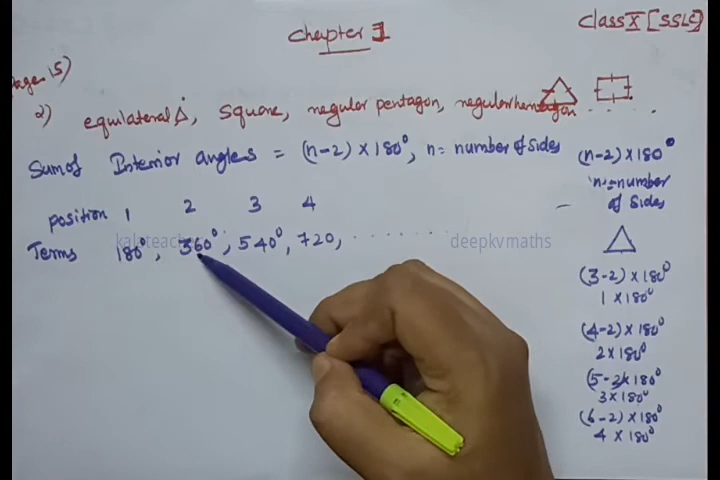 Chapter 1
Class X [SSLC]
Page 15)
2) equilateral Δ, square, regular pentagon, regular hexagon, . . . . .
Sum of Interior angles = (n-2) × 180°, n = number of sides
position 1 2 3 4
Terms 180°, 360°, 540°, 720, . . . . . . .
deepkvmaths
(n-2) × 180°
n = number
of sides
(3-2) × 180°
1 × 180°
(4-2) × 180°
2 × 180°
(5-2) × 180°
3 × 180°
(6-2) × 180°
4 × 180°